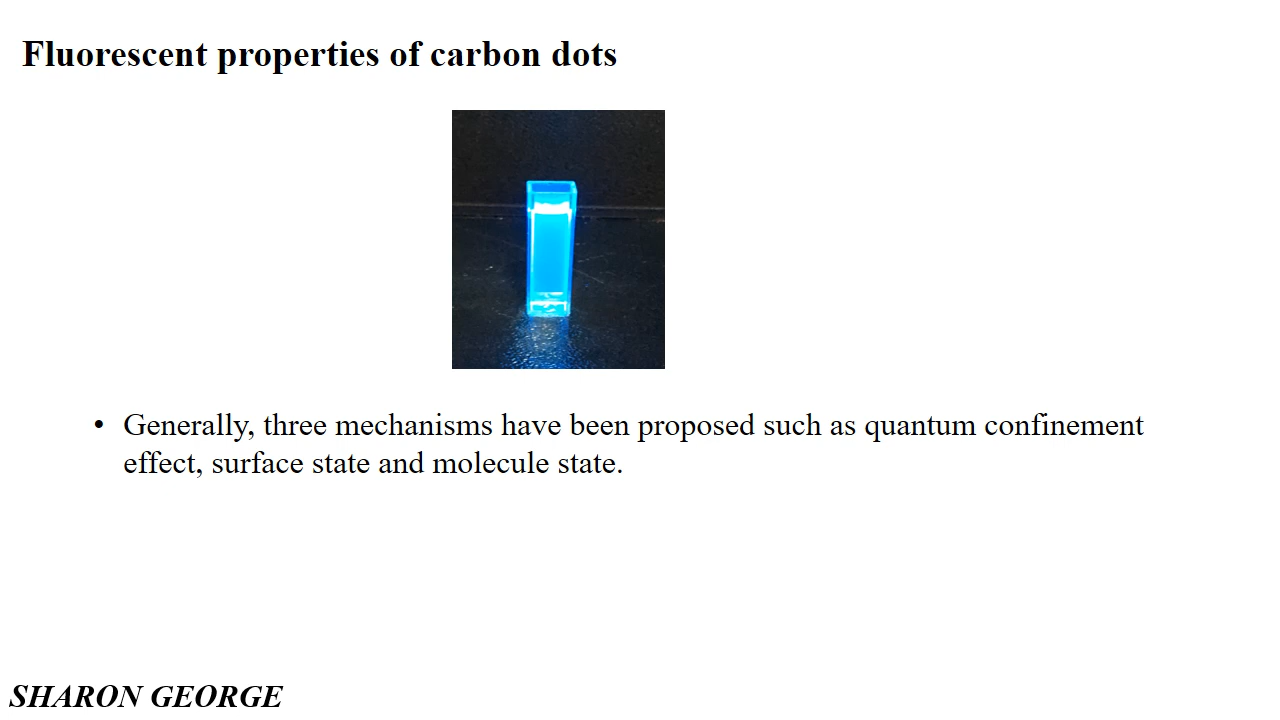 Fluorescent properties of carbon dots
• Generally, three mechanisms have been proposed such as quantum confinement
effect, surface state and molecule state.
SHARON GEORGE